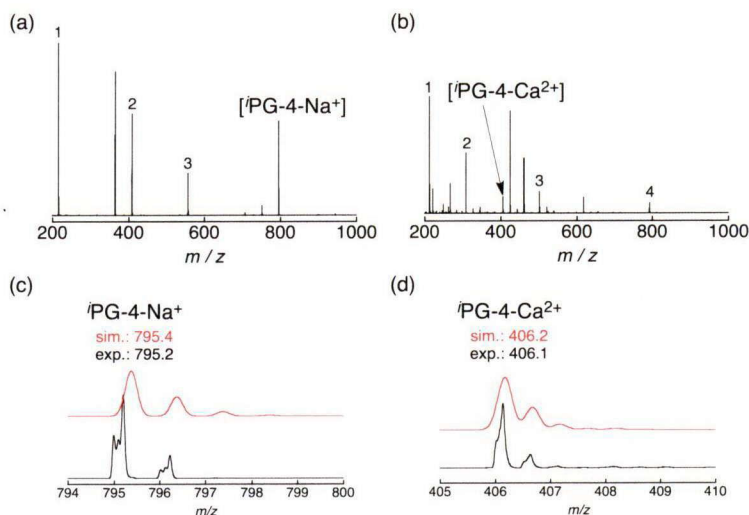 (a)
1
2
3
[ⁱPG-4-Na⁺]
200 400 600 800 1000
m / z
(b)
1
[ⁱPG-4-Ca²⁺]
2
3
4
200 400 600 800 1000
m / z
(c)
ⁱPG-4-Na⁺
sim.: 795.4
exp.: 795.2
794 795 796 797 798 799 800
m/z
(d)
ⁱPG-4-Ca²⁺
sim.: 406.2
exp.: 406.1
405 406 407 408 409 410
m/z